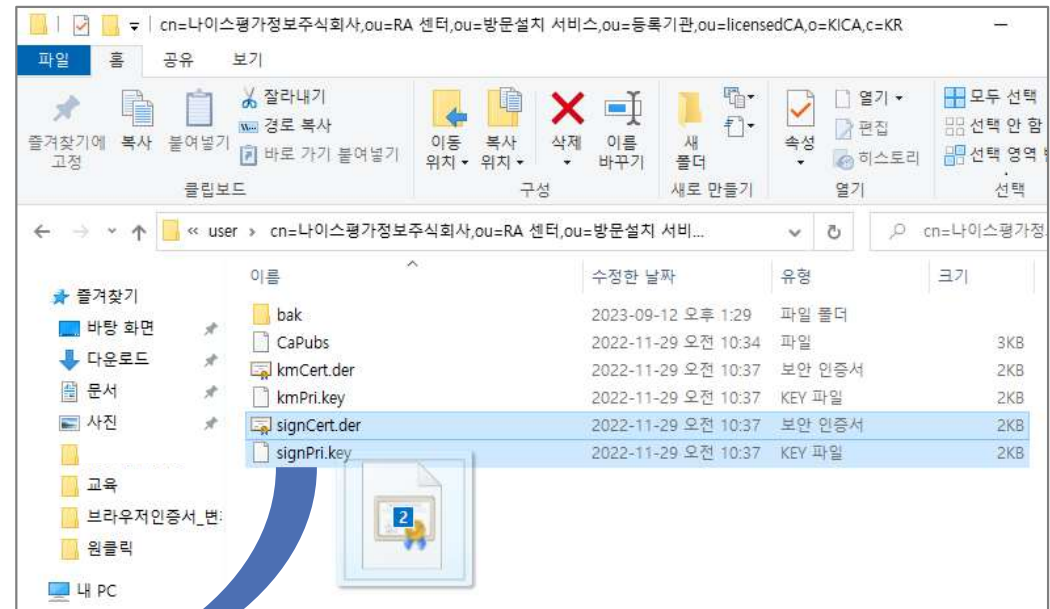 cn=나이스평가정보주식회사,ou=RA 센터,ou=방문설치 서비스,ou=등록기관,ou=licensedCA,o=KICA,c=KR
파일 홈 공유 보기
즐겨찾기에 고정
복사
붙여넣기
잘라내기
경로 복사
바로 가기 붙여넣기
이동 위치
복사 위치
삭제
이름 바꾸기
새 폴더
속성
열기
편집
히스토리
모두 선택
선택 안 함
선택 영역
클립보드 구성 새로 만들기 열기 선택
« user › cn=나이스평가정보주식회사,ou=RA 센터,ou=방문설치 서비...
cn=나이스평가정
이름 수정한 날짜 유형 크기
bak 2023-09-12 오후 1:29 파일 폴더
CaPubs 2022-11-29 오전 10:34 파일 3KB
kmCert.der 2022-11-29 오전 10:37 보안 인증서 2KB
kmPri.key 2022-11-29 오전 10:37 KEY 파일 2KB
signCert.der 2022-11-29 오전 10:37 보안 인증서 2KB
signPri.key 2022-11-29 오전 10:37 KEY 파일 2KB
2
즐겨찾기
바탕 화면
다운로드
문서
사진
교육
브라우저인증서_변
원클릭
내 PC